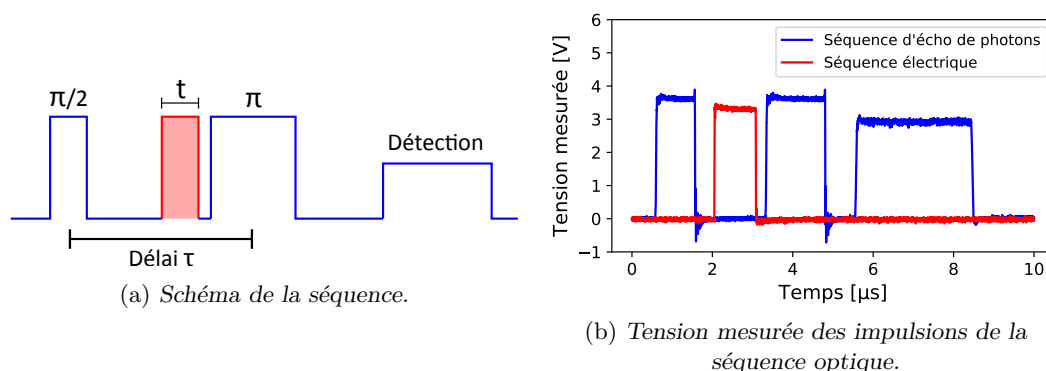 π/2
t
π
Détection
Délai τ
(a) Schéma de la séquence.
Tension mesurée [V]
6
5
4
3
2
1
0
−1
Séquence d'écho de photons
Séquence électrique
0 2 4 6 8 10
Temps [μs]
(b) Tension mesurée des impulsions de la
séquence optique.